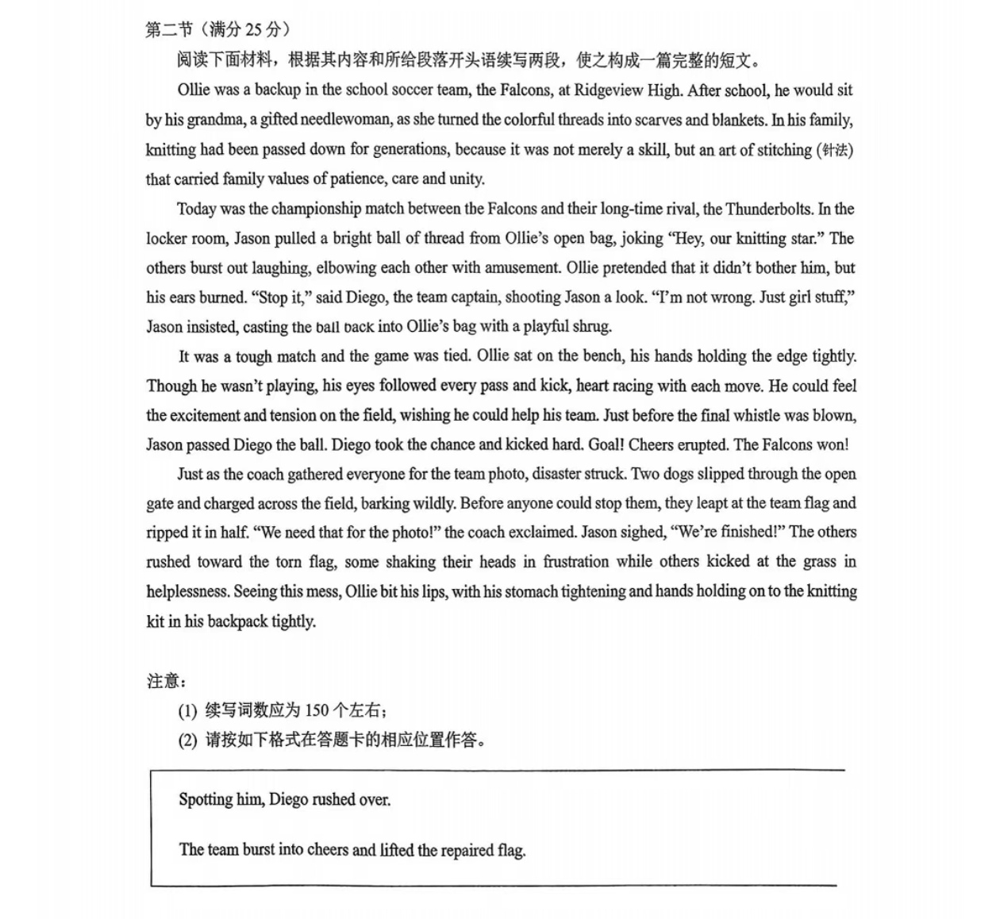 第二节（满分 25 分）
阅读下面材料，根据其内容和所给段落开头语续写两段，使之构成一篇完整的短文。
Ollie was a backup in the school soccer team, the Falcons, at Ridgeview High. After school, he would sit
by his grandma, a gifted needlewoman, as she turned the colorful threads into scarves and blankets. In his family,
knitting had been passed down for generations, because it was not merely a skill, but an art of stitching (针法)
that carried family values of patience, care and unity.
Today was the championship match between the Falcons and their long-time rival, the Thunderbolts. In the
locker room, Jason pulled a bright ball of thread from Ollie’s open bag, joking “Hey, our knitting star.” The
others burst out laughing, elbowing each other with amusement. Ollie pretended that it didn’t bother him, but
his ears burned. “Stop it,” said Diego, the team captain, shooting Jason a look. “I’m not wrong. Just girl stuff,”
Jason insisted, casting the ball back into Ollie’s bag with a playful shrug.
It was a tough match and the game was tied. Ollie sat on the bench, his hands holding the edge tightly.
Though he wasn’t playing, his eyes followed every pass and kick, heart racing with each move. He could feel
the excitement and tension on the field, wishing he could help his team. Just before the final whistle was blown,
Jason passed Diego the ball. Diego took the chance and kicked hard. Goal! Cheers erupted. The Falcons won!
Just as the coach gathered everyone for the team photo, disaster struck. Two dogs slipped through the open
gate and charged across the field, barking wildly. Before anyone could stop them, they leapt at the team flag and
ripped it in half. “We need that for the photo!” the coach exclaimed. Jason sighed, “We’re finished!” The others
rushed toward the torn flag, some shaking their heads in frustration while others kicked at the grass in
helplessness. Seeing this mess, Ollie bit his lips, with his stomach tightening and hands holding on to the knitting
kit in his backpack tightly.
注意：
(1) 续写词数应为 150 个左右；
(2) 请按如下格式在答题卡的相应位置作答。
Spotting him, Diego rushed over.
The team burst into cheers and lifted the repaired flag.